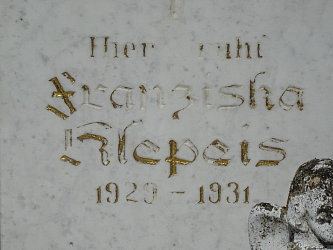 Hier ruht
Franziska
Klepeis
1929 - 1931